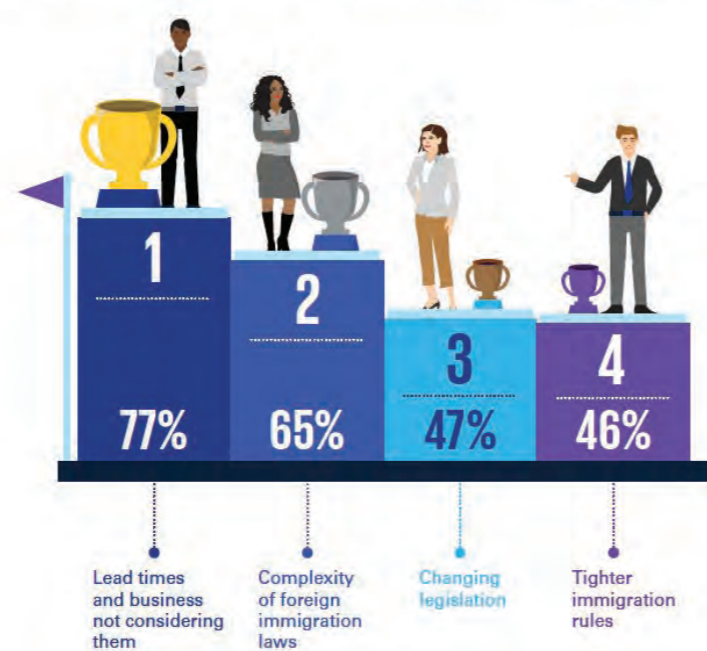 1
2
3
4
77%
65%
47%
46%
Lead times
and business
not considering
them
Complexity
of foreign
immigration
laws
Changing
legislation
Tighter
immigration
rules